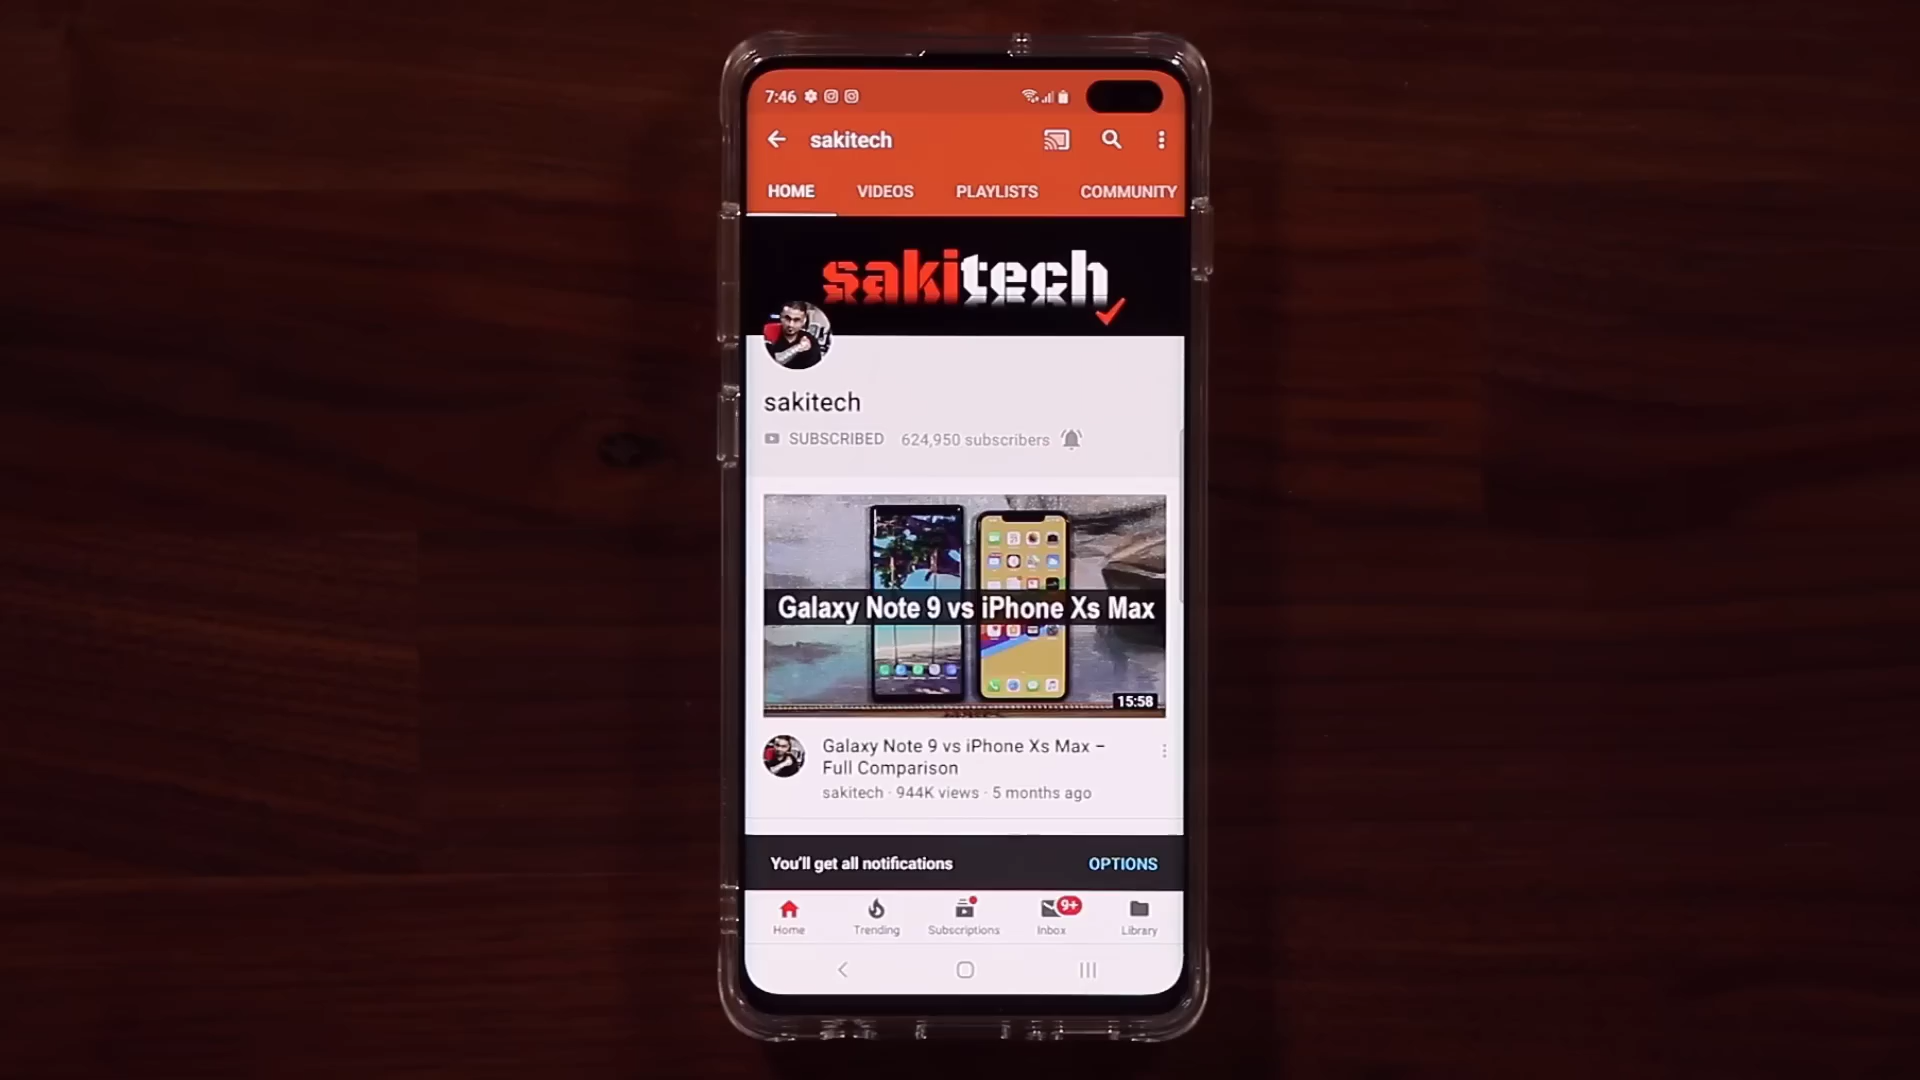 7:46
sakitech
HOME VIDEOS PLAYLISTS COMMUNITY
sakitech
sakitech
SUBSCRIBED 624,950 subscribers
Galaxy Note 9 vs iPhone Xs Max
15:58
Galaxy Note 9 vs iPhone Xs Max –
Full Comparison
sakitech · 944K views · 5 months ago
You'll get all notifications OPTIONS
9+
Home Trending Subscriptions Inbox Library